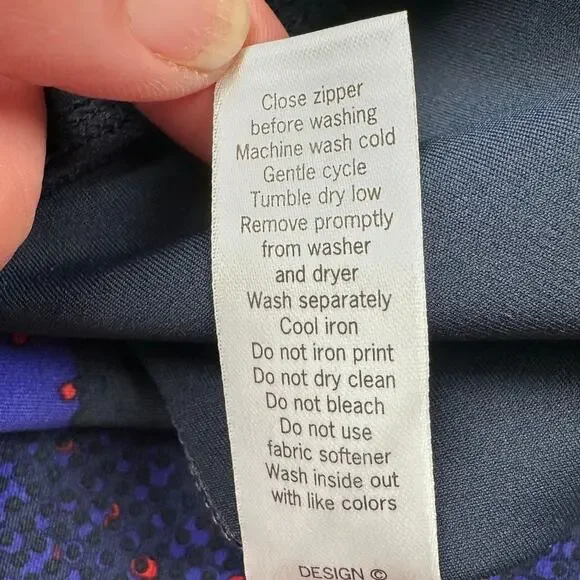 Close zipper
before washing
Machine wash cold
Gentle cycle
Tumble dry low
Remove promptly
from washer
and dryer
Wash separately
Cool iron
Do not iron print
Do not dry clean
Do not bleach
Do not use
fabric softener
Wash inside out
with like colors
DESIGN ©